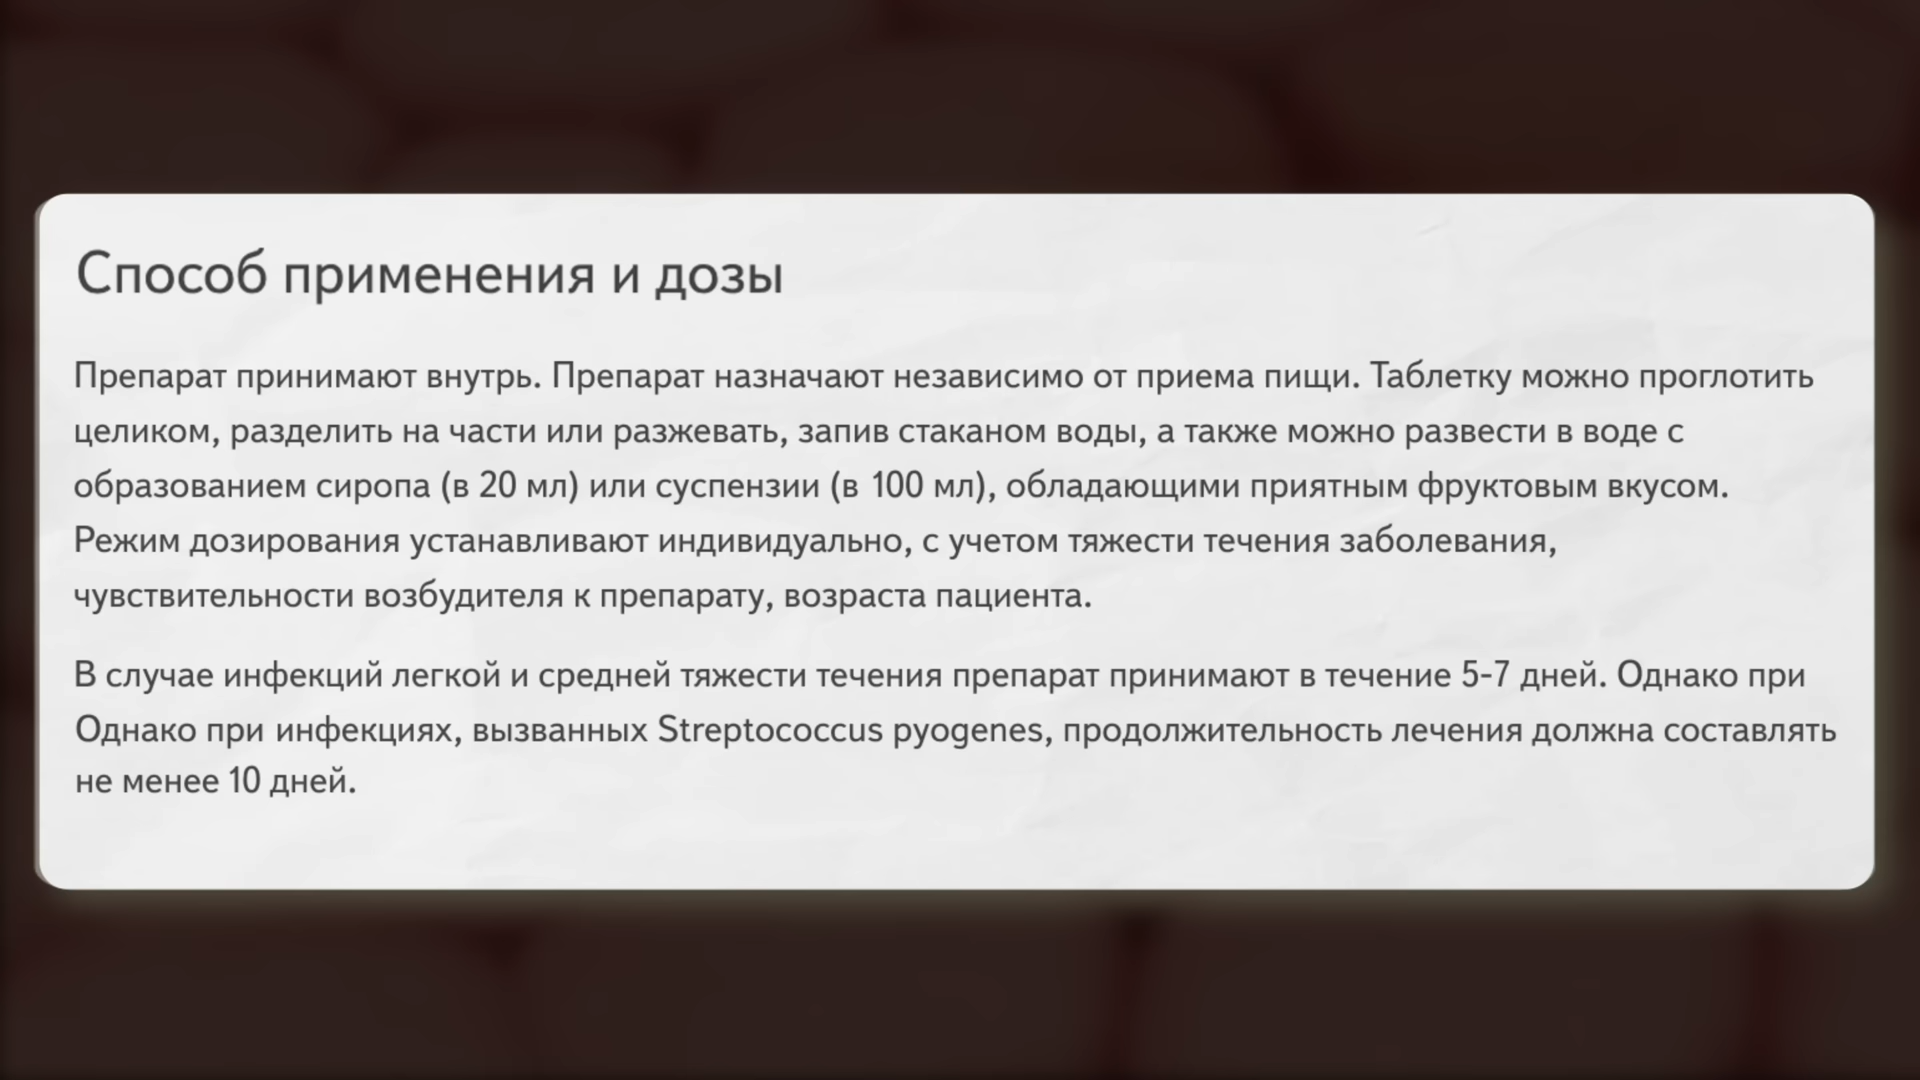 Способ применения и дозы
Препарат принимают внутрь. Препарат назначают независимо от приема пищи. Таблетку можно проглотить
целиком, разделить на части или разжевать, запив стаканом воды, а также можно развести в воде с
образованием сиропа (в 20 мл) или суспензии (в 100 мл), обладающими приятным фруктовым вкусом.
Режим дозирования устанавливают индивидуально, с учетом тяжести течения заболевания,
чувствительности возбудителя к препарату, возраста пациента.
В случае инфекций легкой и средней тяжести течения препарат принимают в течение 5-7 дней. Однако при
Однако при инфекциях, вызванных Streptococcus pyogenes, продолжительность лечения должна составлять
не менее 10 дней.